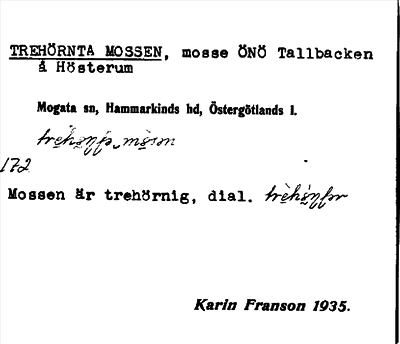 TREHÖRNTA MOSSEN, mosse ÖNÖ Tallbacken
å Hösterum
Mogata sn, Hammarkinds hd, Östergötlands l.
172
Mossen är trehörnig, dial.
Karin Franson 1935.